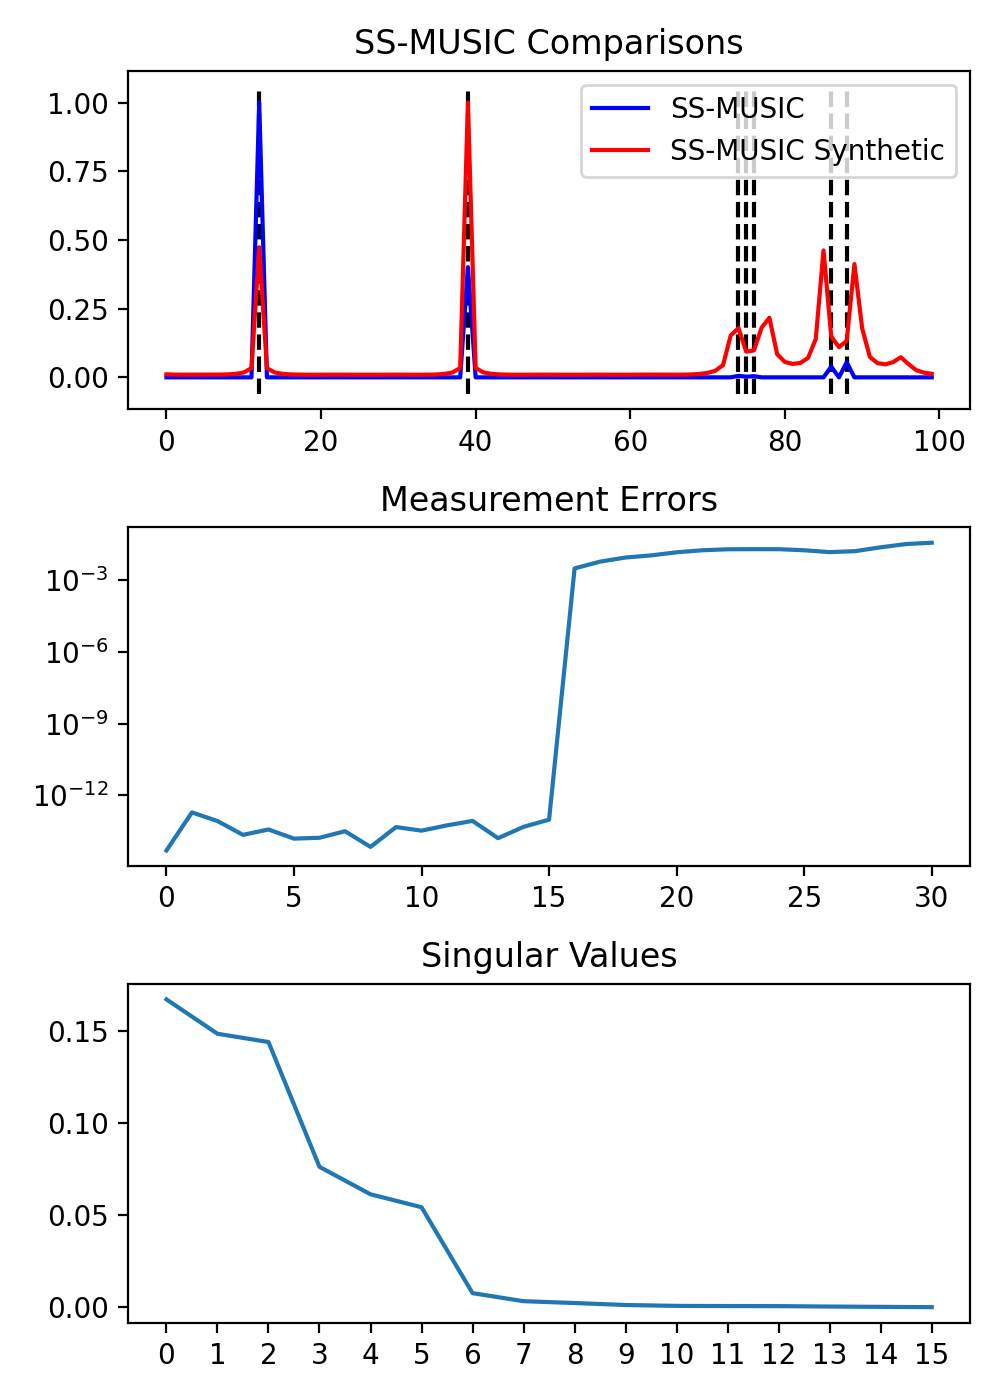 SS-MUSIC Comparisons
1.00
0.75
0.50
0.25
0.00
SS-MUSIC
SS-MUSIC Synthetic
0 20 40 60 80 100
Measurement Errors
10⁻³
10⁻⁶
10⁻⁹
10⁻¹²
0 5 10 15 20 25 30
Singular Values
0.15
0.10
0.05
0.00
0 1 2 3 4 5 6 7 8 9 10 11 12 13 14 15